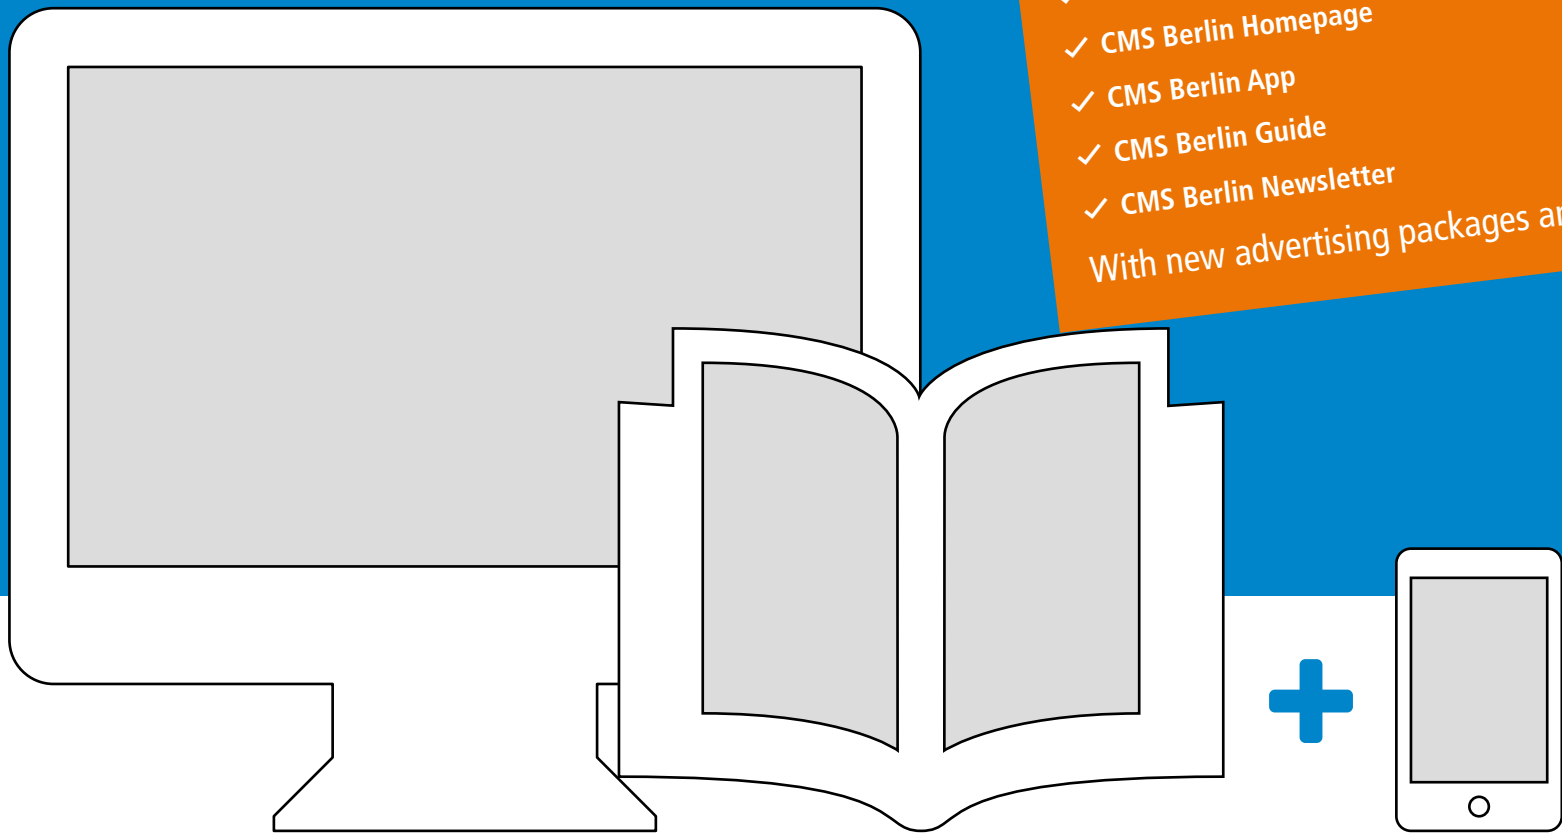 CMS Berlin Homepage
CMS Berlin App
CMS Berlin Guide
CMS Berlin Newsletter
With new advertising packages